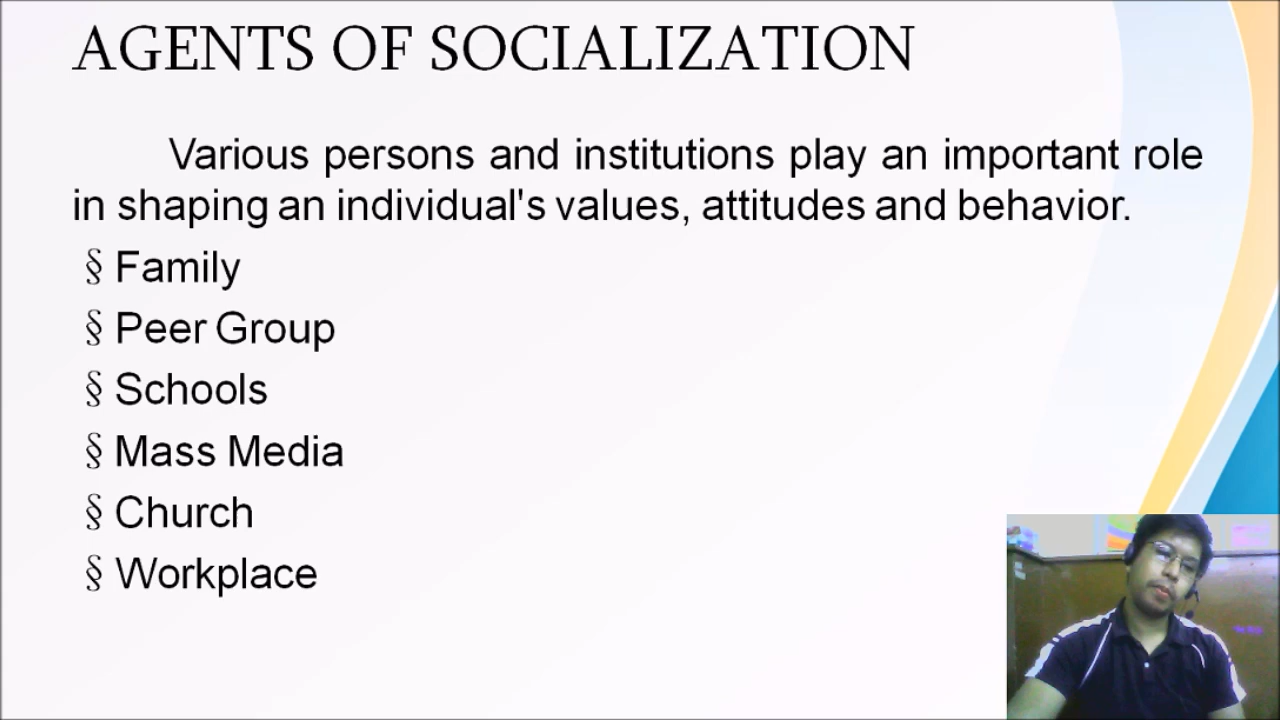 AGENTS OF SOCIALIZATION
Various persons and institutions play an important role
in shaping an individual's values, attitudes and behavior.
§ Family
§ Peer Group
§ Schools
§ Mass Media
§ Church
§ Workplace